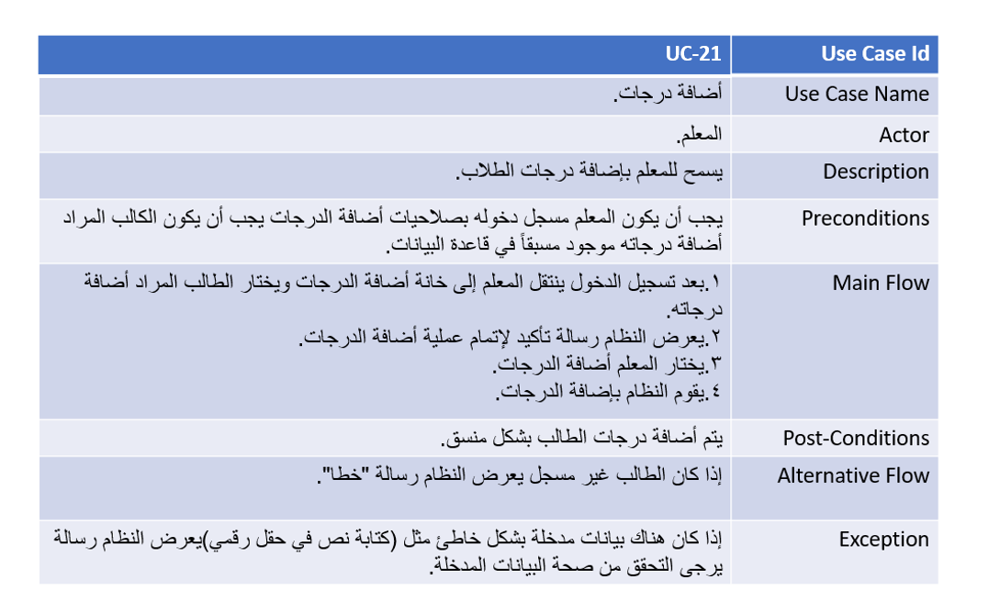 Use Case Id UC-21
Use Case Name أضافة درجات.
Actor المعلم.
Description يسمح للمعلم بإضافة درجات الطلاب.
Preconditions يجب أن يكون المعلم مسجل دخوله بصلاحيات أضافة الدرجات يجب أن يكون الكالب المراد
أضافة درجاته موجود مسبقاً في قاعدة البيانات.
Main Flow ١.بعد تسجيل الدخول ينتقل المعلم إلى خانة أضافة الدرجات ويختار الطالب المراد أضافة
درجاته.
٢.يعرض النظام رسالة تأكيد لإتمام عملية أضافة الدرجات.
٣.يختار المعلم أضافة الدرجات.
٤.يقوم النظام بإضافة الدرجات.
Post-Conditions يتم أضافة درجات الطالب بشكل منسق.
Alternative Flow إذا كان الطالب غير مسجل يعرض النظام رسالة "خطا".
Exception إذا كان هناك بيانات مدخلة بشكل خاطئ مثل (كتابة نص في حقل رقمي)يعرض النظام رسالة
يرجى التحقق من صحة البيانات المدخلة.